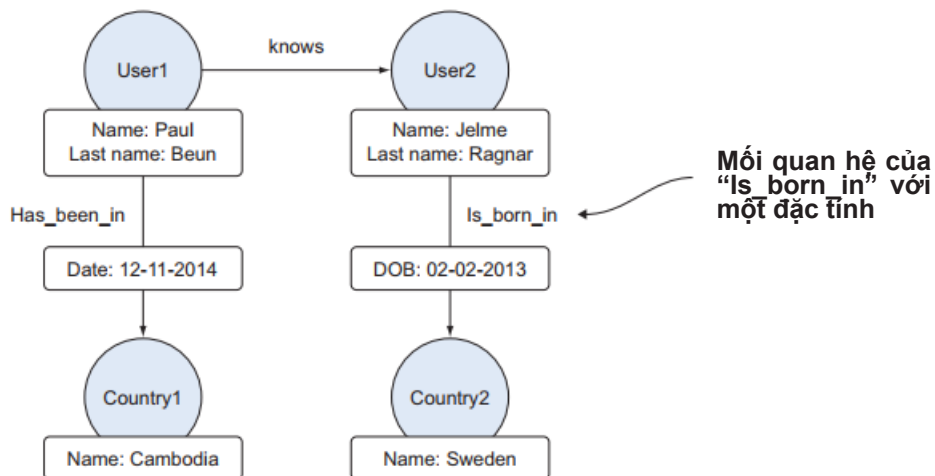 knows
User1
User2
Name: Paul
Last name: Beun
Name: Jelme
Last name: Ragnar
Mối quan hệ của
“Is_born_in” với
một đặc tính
Has_been_in
Is_born_in
Date: 12-11-2014
DOB: 02-02-2013
Country1
Country2
Name: Cambodia
Name: Sweden